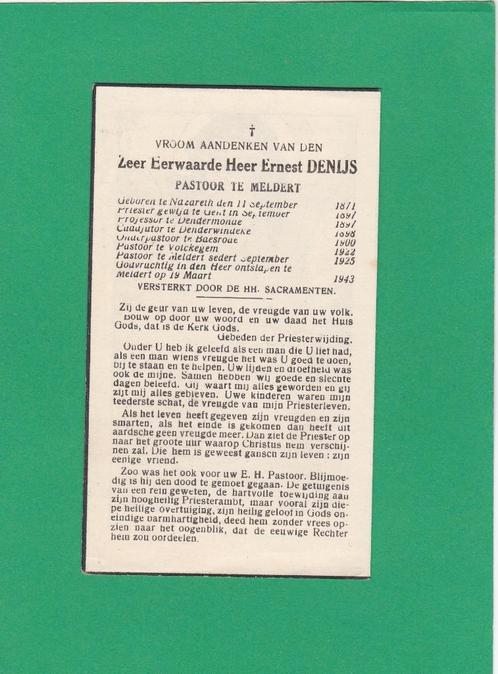 VROOM AANDENKEN VAN DEN
Zeer Eerwaarde Heer Ernest DENIJS
PASTOOR TE MELDERT
Geboren te Nazareth den 11 September 1871
Priester gewijd te Gent in September 1897
Professor te Dendermonde 1897
Coadjutor te Denderwindeke 1898
Onderpastoor te Baesrode 1900
Pastoor te Volckegem 1922
Pastoor te Meldert sedert September 1925
Godvruchtig in den Heer ontslapen te
Meldert op 19 Maart 1943
VERSTERKT DOOR DE HH. SACRAMENTEN.
Zij de geur van uw leven, de vreugde van uw volk.
Bouw op door uw woord en uw daad het Huis
Gods, dat is de Kerk Gods.
Gebeden der Priesterwijding.
Onder U heb ik geleefd als een man die U lief had,
als een man wiens vreugde het was U goed te doen,
bij te staan en te helpen. Uw lijden en droefheid was
ook de mijne. Samen hebben wij goede en slechte
dagen beleefd. Gij waart mij alles geworden en gij
zijt mij alles gebleven. Uwe kinderen waren mijn
teederste schat, de vreugde van mijn Priesterleven.
Als het leven heeft gegeven zijn vreugden en zijn
smarten, als het einde is gekomen dan heeft dit
aardsche geen vreugde meer. Dan ziet de Priester op
naar het groote uur waarop Christus hem verschij-
nen zal. Die hem is geweest gansch zijn leven : zijn
eenige vriend.
Zoo was het ook voor uw E. H. Pastoor. Blijmoe-
dig is hij den dood te gemoet gegaan. De getuigenis
van een rein geweten, de hartvolle toewijding aan
zijn hoogheilig Priesterambt, maar vooral zijn die-
pe heilige overtuiging, zijn heilig geloof in Gods on-
eindige barmhartigheid, deed hem zonder vrees op-
zien naar het oogenblik, dat de eeuwige Rechter
hem zou oordeelen.